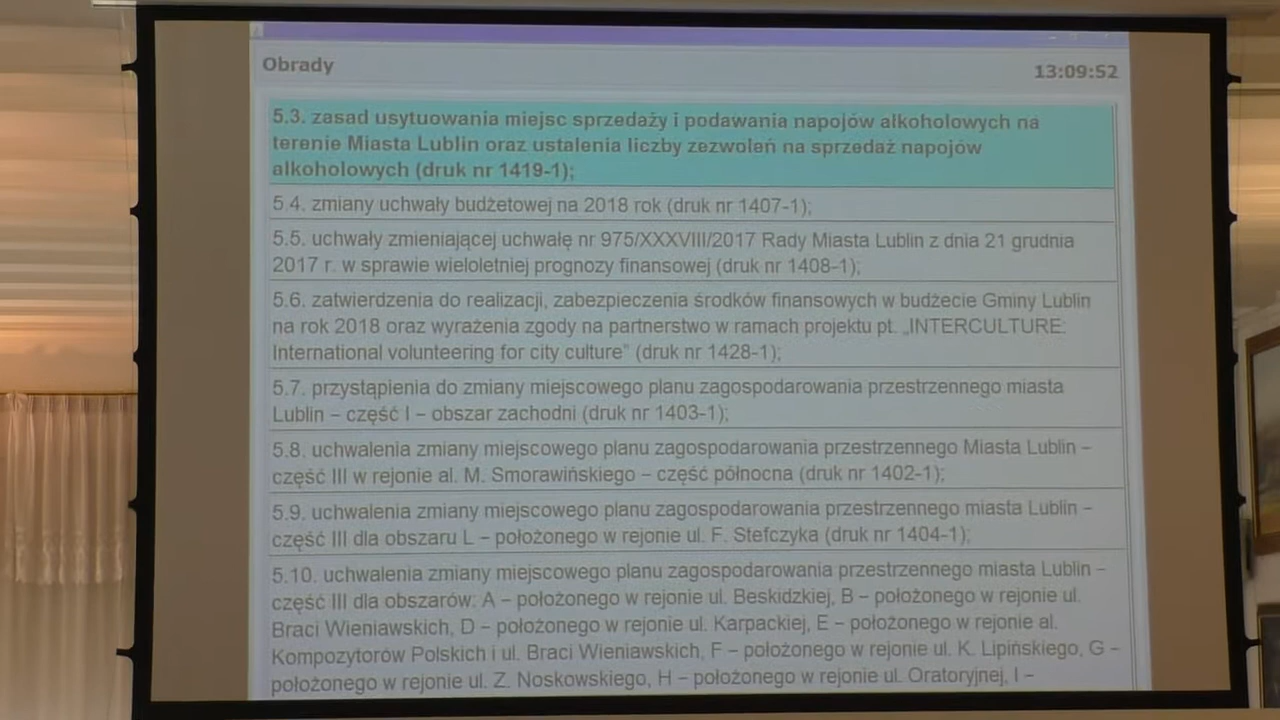 Obrady
13:09:52
5.3. zasad usytuowania miejsc sprzedaży i podawania napojów alkoholowych na
terenie Miasta Lublin oraz ustalenia liczby zezwoleń na sprzedaż napojów
alkoholowych (druk nr 1419-1);
5.4. zmiany uchwały budżetowej na 2018 rok (druk nr 1407-1);
5.5. uchwały zmieniającej uchwałę nr 975/XXXVIII/2017 Rady Miasta Lublin z dnia 21 grudnia
2017 r. w sprawie wieloletniej prognozy finansowej (druk nr 1408-1);
5.6. zatwierdzenia do realizacji, zabezpieczenia środków finansowych w budżecie Gminy Lublin
na rok 2018 oraz wyrażenia zgody na partnerstwo w ramach projektu pt. „INTERCULTURE:
International volunteering for city culture” (druk nr 1428-1);
5.7. przystąpienia do zmiany miejscowego planu zagospodarowania przestrzennego miasta
Lublin – część I – obszar zachodni (druk nr 1403-1);
5.8. uchwalenia zmiany miejscowego planu zagospodarowania przestrzennego Miasta Lublin –
część III w rejonie al. M. Smorawińskiego – część północna (druk nr 1402-1);
5.9. uchwalenia zmiany miejscowego planu zagospodarowania przestrzennego miasta Lublin –
część III dla obszaru L – położonego w rejonie ul. F. Stefczyka (druk nr 1404-1);
5.10. uchwalenia zmiany miejscowego planu zagospodarowania przestrzennego miasta Lublin –
część III dla obszarów: A – położonego w rejonie ul. Beskidzkiej, B – położonego w rejonie ul.
Braci Wieniawskich, D – położonego w rejonie ul. Karpackiej, E – położonego w rejonie al.
Kompozytorów Polskich i ul. Braci Wieniawskich, F – położonego w rejonie ul. K. Lipińskiego, G –
położonego w rejonie ul. Z. Noskowskiego, H – położonego w rejonie ul. Oratoryjnej, I –